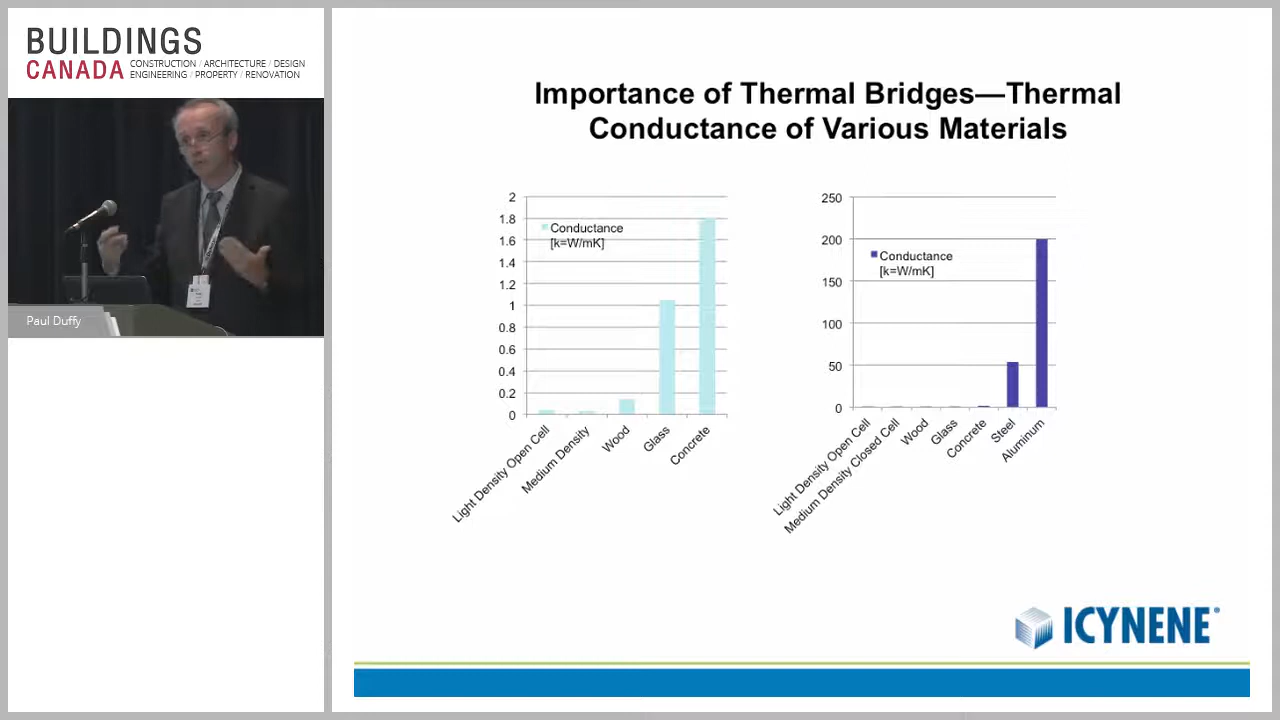 BUILDINGS
CANADA CONSTRUCTION / ARCHITECTURE / DESIGN
ENGINEERING / PROPERTY / RENOVATION
Paul Duffy
Importance of Thermal Bridges—Thermal
Conductance of Various Materials
2
1.8
1.6
1.4
1.2
1
0.8
0.6
0.4
0.2
0
Conductance
[k=W/mK]
Light Density Open Cell
Medium Density
Wood
Glass
Concrete
250
200
150
100
50
0
Conductance
[k=W/mK]
Light Density Open Cell
Medium Density Closed Cell
Wood
Glass
Concrete
Steel
Aluminum
ICYNENE®